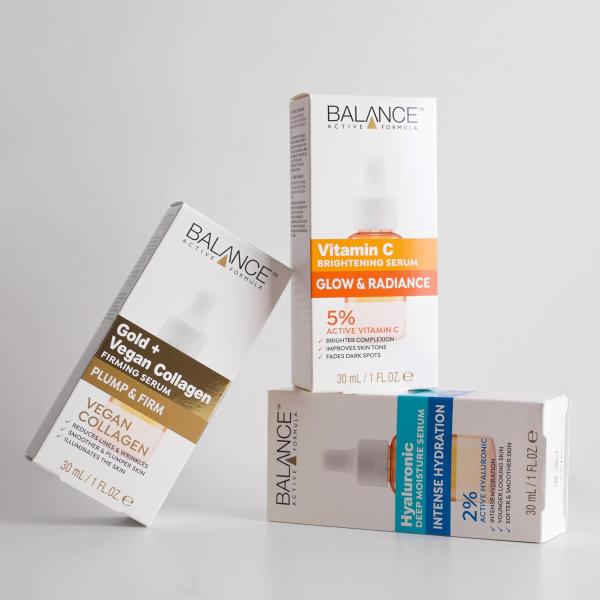 BALANCE™
ACTIVE FORMULA
Gold +
Vegan Collagen
FIRMING SERUM
PLUMP & FIRM
VEGAN
COLLAGEN
✓ REDUCES LINES & WRINKLES
✓ SMOOTHER & PLUMPER SKIN
✓ ILLUMINATES THE SKIN
30 mL / 1 FL.OZ ℮
BALANCE™
ACTIVE FORMULA
Vitamin C
BRIGHTENING SERUM
GLOW & RADIANCE
5%
ACTIVE VITAMIN C
✓ BRIGHTER COMPLEXION
✓ IMPROVES SKIN TONE
✓ FADES DARK SPOTS
30 mL / 1 FL.OZ ℮
BALANCE™
ACTIVE FORMULA
Hyaluronic
DEEP MOISTURE SERUM
INTENSE HYDRATION
2%
ACTIVE HYALURONIC
✓ INTENSE HYDRATION
✓ YOUNGER LOOKING SKIN
✓ SOFTER & SMOOTHER SKIN
30 mL / 1 FL.OZ ℮